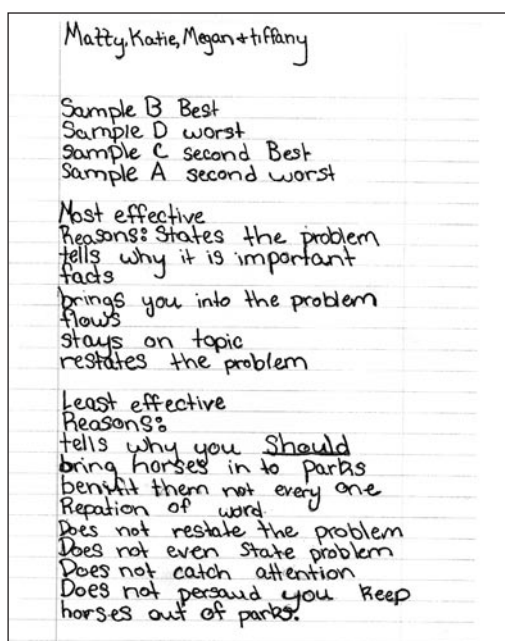 Matty, Katie, Megan + tiffany
Sample B Best
Sample D worst
sample C second Best
Sample A second worst
Most effective
Reasons: States the problem
tells why it is important
facts
brings you into the problem
flows
stays on topic
restates the problem
Least effective
Reasons:
tells why you Should
bring horses in to parks
benifit them not every one
Repation of word
Does not restate the problem
Does not even state problem
Does not catch attention
Does not persaud you keep
horses out of parks.